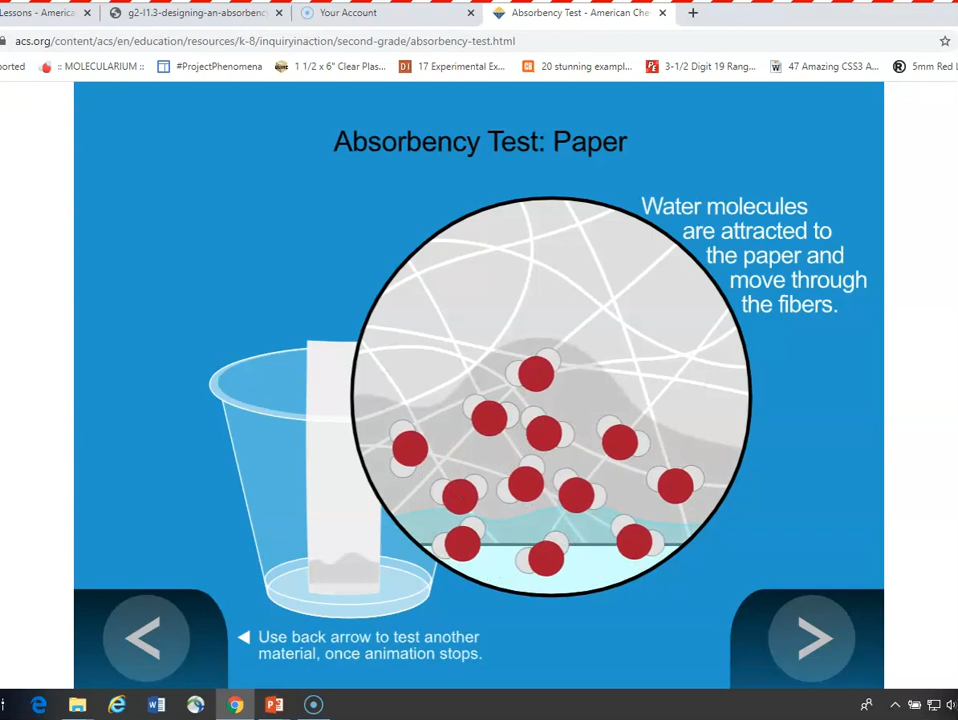 Lessons - America
g2-l1.3-designing-an-absorbency
Your Account
Absorbency Test - American Che
acs.org/content/acs/en/education/resources/k-8/inquiryinaction/second-grade/absorbency-test.html
orted
:: MOLECULARIUM ::
#ProjectPhenomena
1 1/2 x 6" Clear Plas...
DI
17 Experimental Ex...
20 stunning exampl...
PE
3-1/2 Digit 19 Rang...
W
47 Amazing CSS3 A...
R
5mm Red L
Absorbency Test: Paper
Water molecules
are attracted to
the paper and
move through
the fibers.
< >
Use back arrow to test another
material, once animation stops.